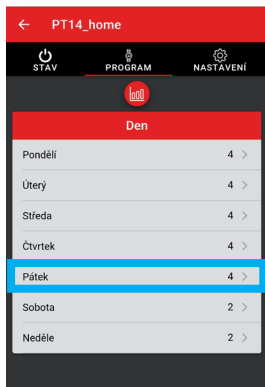 PT14_home
STAV PROGRAM NASTAVENÍ
Den
Pondělí 4
Úterý 4
Středa 4
Čtvrtek 4
Pátek 4
Sobota 2
Neděle 2